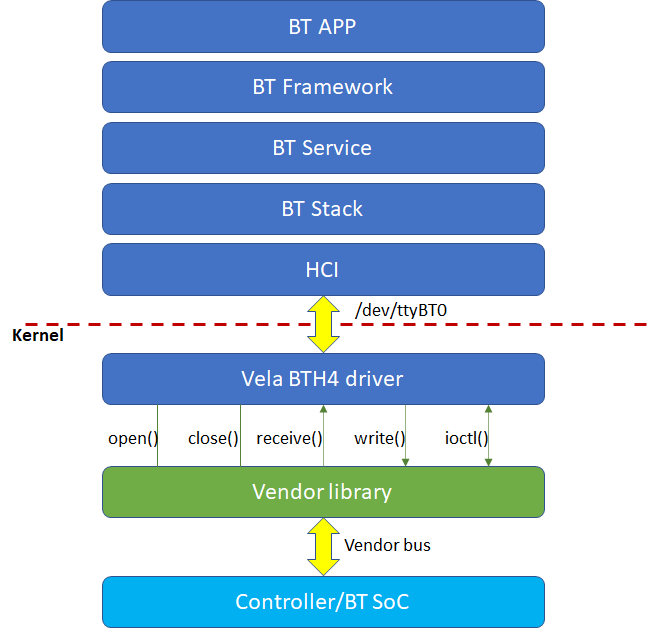 BT APP
BT Framework
BT Service
BT Stack
HCI
/dev/ttyBT0
Kernel
Vela BTH4 driver
open() close() receive() write() ioctl()
Vendor library
Vendor bus
Controller/BT SoC